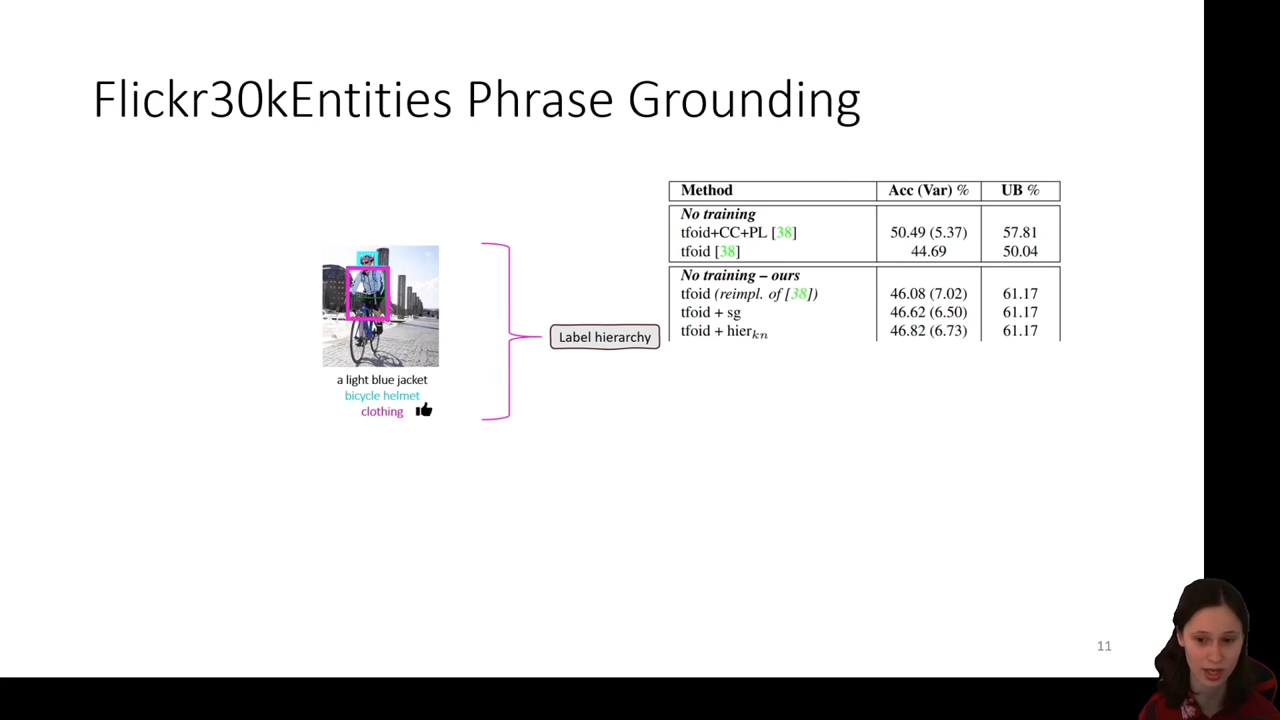 Flickr30kEntities Phrase Grounding
a light blue jacket
bicycle helmet
clothing
Label hierarchy
Method Acc (Var) % UB %
No training
tfoid+CC+PL [38] 50.49 (5.37) 57.81
tfoid [38] 44.69 50.04
No training – ours
tfoid (reimpl. of [38]) 46.08 (7.02) 61.17
tfoid + sg 46.62 (6.50) 61.17
tfoid + hierkn 46.82 (6.73) 61.17
11